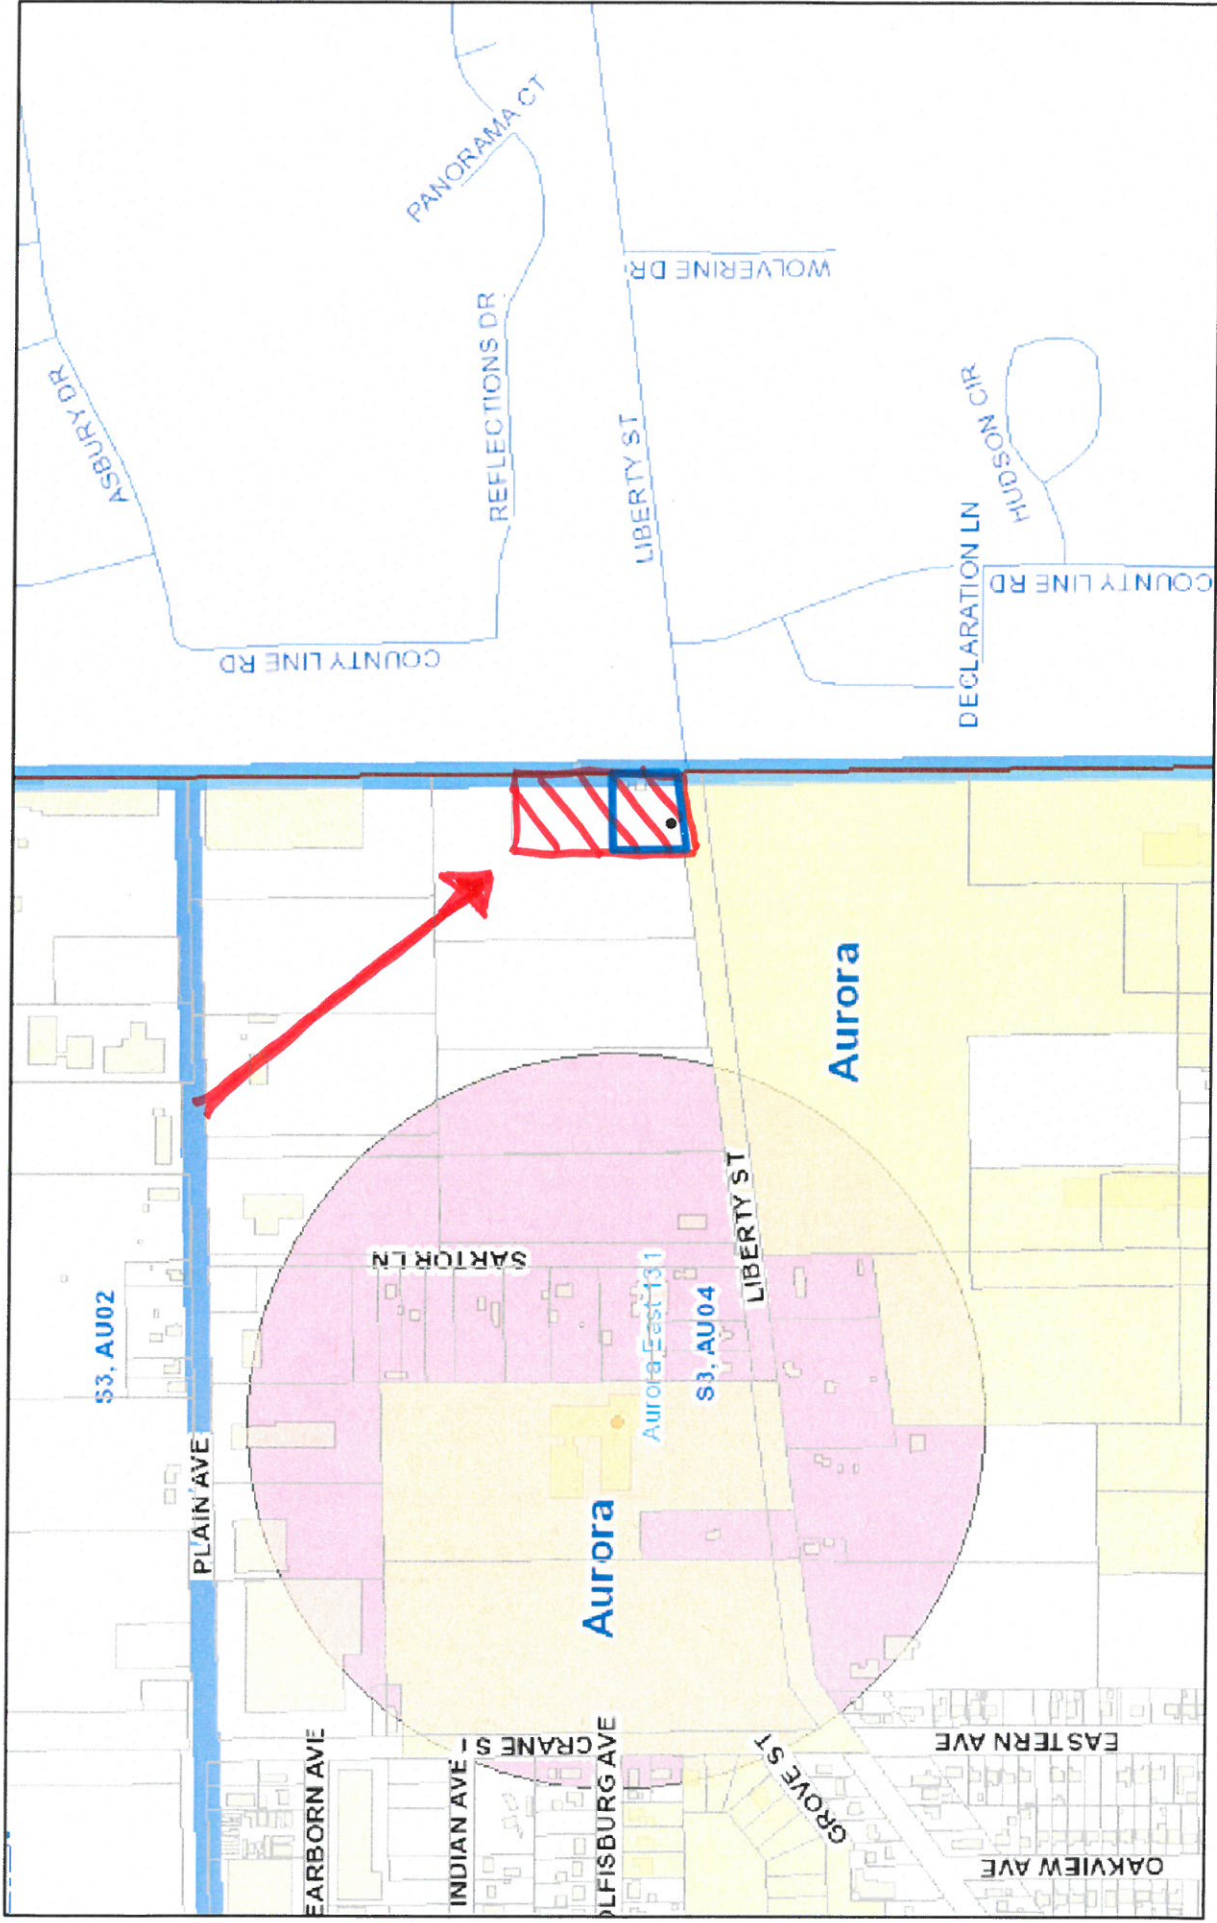 ASBURY DR
PANORAMA CT
REFLECTIONS DR
COUNTY LINE RD
LIBERTY ST
WOLVERINE DR
HUDSON CIR
DECLARATION LN
COUNTY LINE RD
S3, AU02
PLAIN AVE
SARTOR LN
Aurora East 131
S3, AU04
LIBERTY ST
Aurora
Aurora
EARBORN AVE
INDIAN AVE
CRANE ST
OLFISBURG AVE
GROVE ST
EASTERN AVE
OAKVIEW AVE